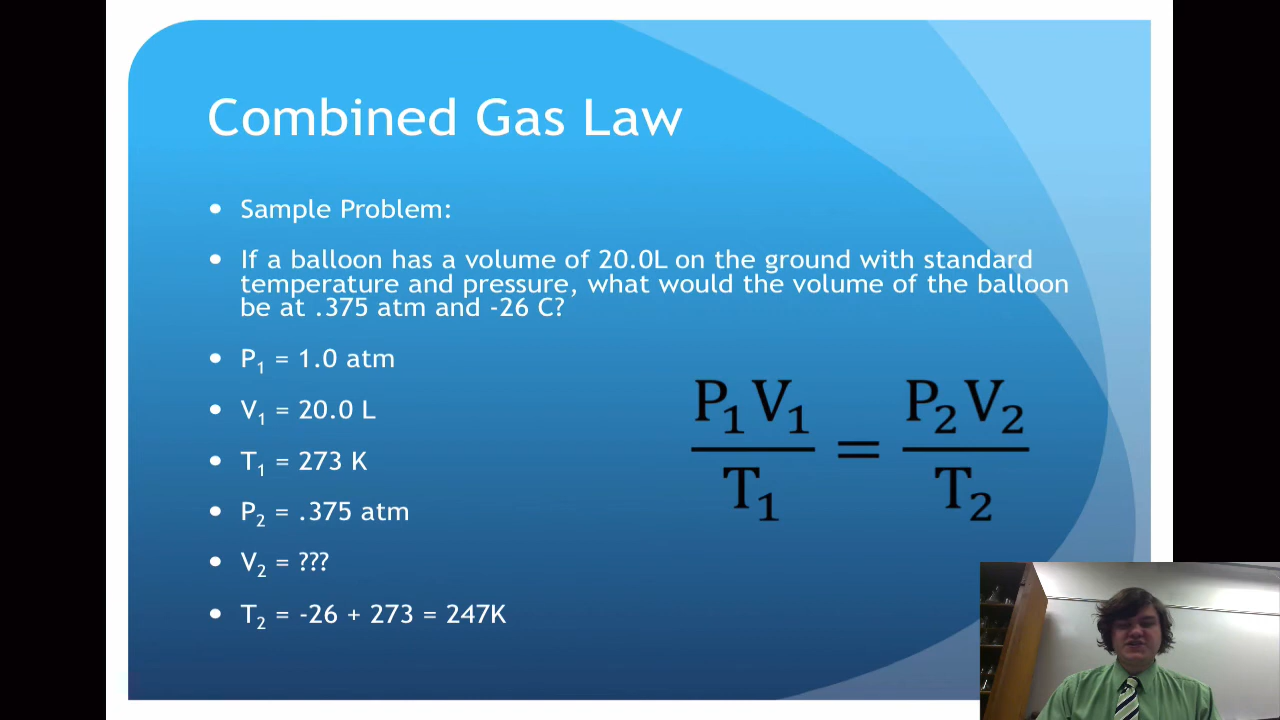 Combined Gas Law
• Sample Problem:
• If a balloon has a volume of 20.0L on the ground with standard
temperature and pressure, what would the volume of the balloon
be at .375 atm and -26 C?
• P₁ = 1.0 atm
• V₁ = 20.0 L
• T₁ = 273 K
• P₂ = .375 atm
• V₂ = ???
• T₂ = -26 + 273 = 247K
P₁V₁ = P₂V₂
T₁ T₂